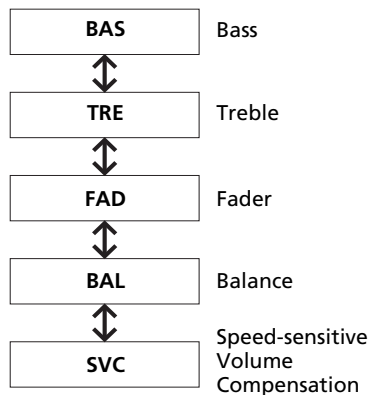 BAS Bass
TRE Treble
FAD Fader
BAL Balance
SVC Speed-sensitive
Volume
Compensation